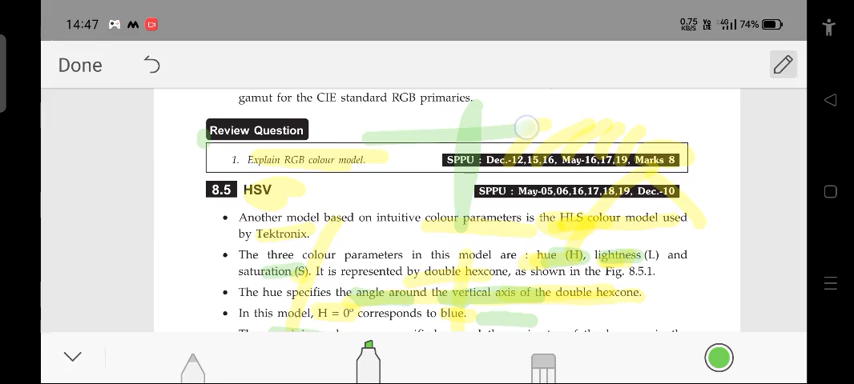 14:47
0.75 KB/S Vo LTE 4G 74%
Done
gamut for the CIE standard RGB primaries.
Review Question
1. Explain RGB colour model.
SPPU : Dec.-12,15,16, May-16,17,19, Marks 8
8.5 HSV
SPPU : May-05,06,16,17,18,19, Dec.-10
• Another model based on intuitive colour parameters is the HLS colour model used
by Tektronix.
• The three colour parameters in this model are : hue (H), lightness (L) and
saturation (S). It is represented by double hexcone, as shown in the Fig. 8.5.1.
• The hue specifies the angle around the vertical axis of the double hexcone.
• In this model, H = 0° corresponds to blue.